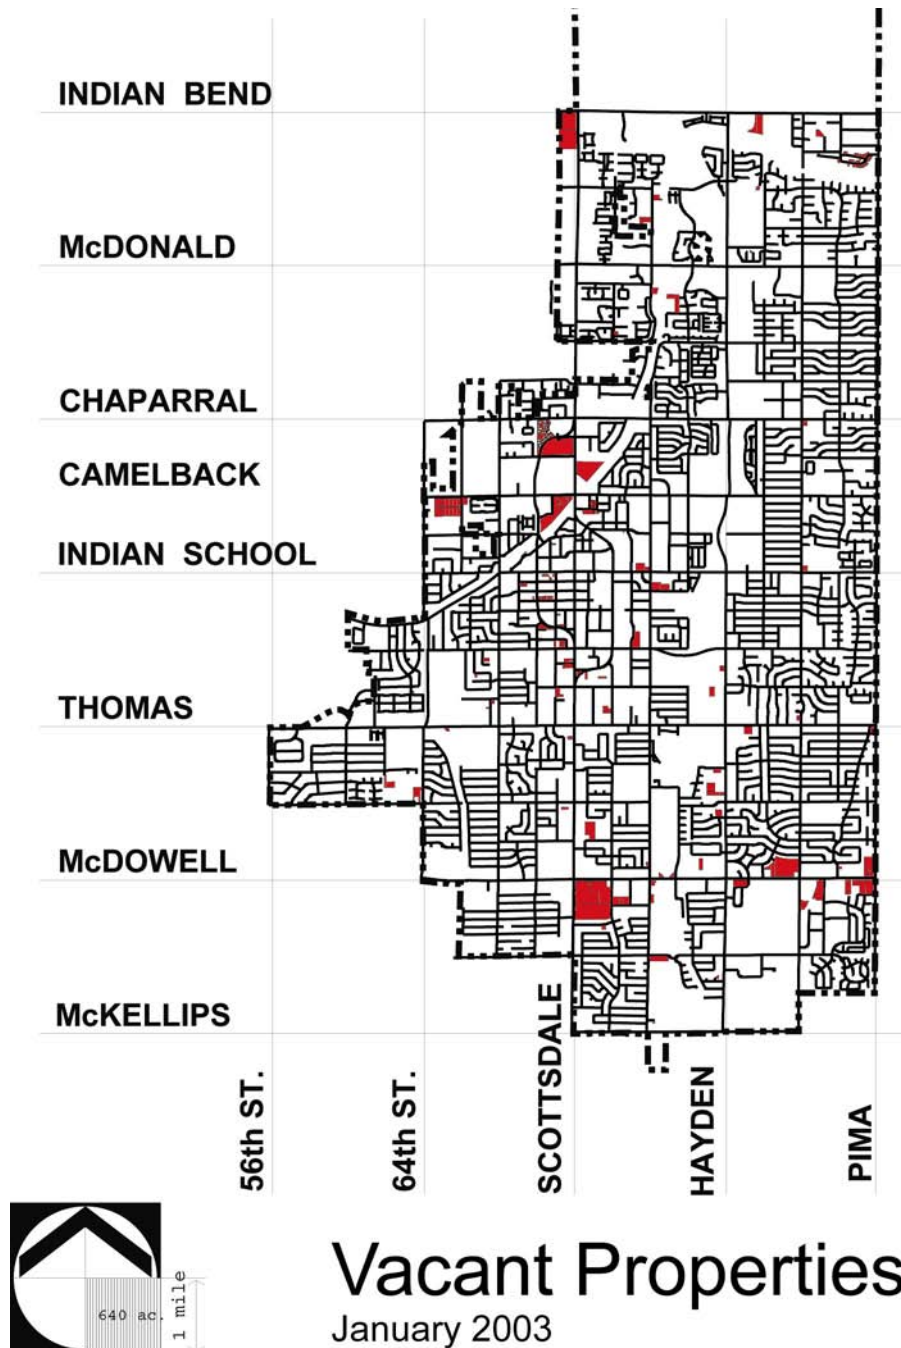 INDIAN BEND
McDONALD
CHAPARRAL
CAMELBACK
INDIAN SCHOOL
THOMAS
McDOWELL
McKELLIPS
56th ST.
64th ST.
SCOTTSDALE
HAYDEN
PIMA
640 ac.
1 mile
Vacant Properties
January 2003